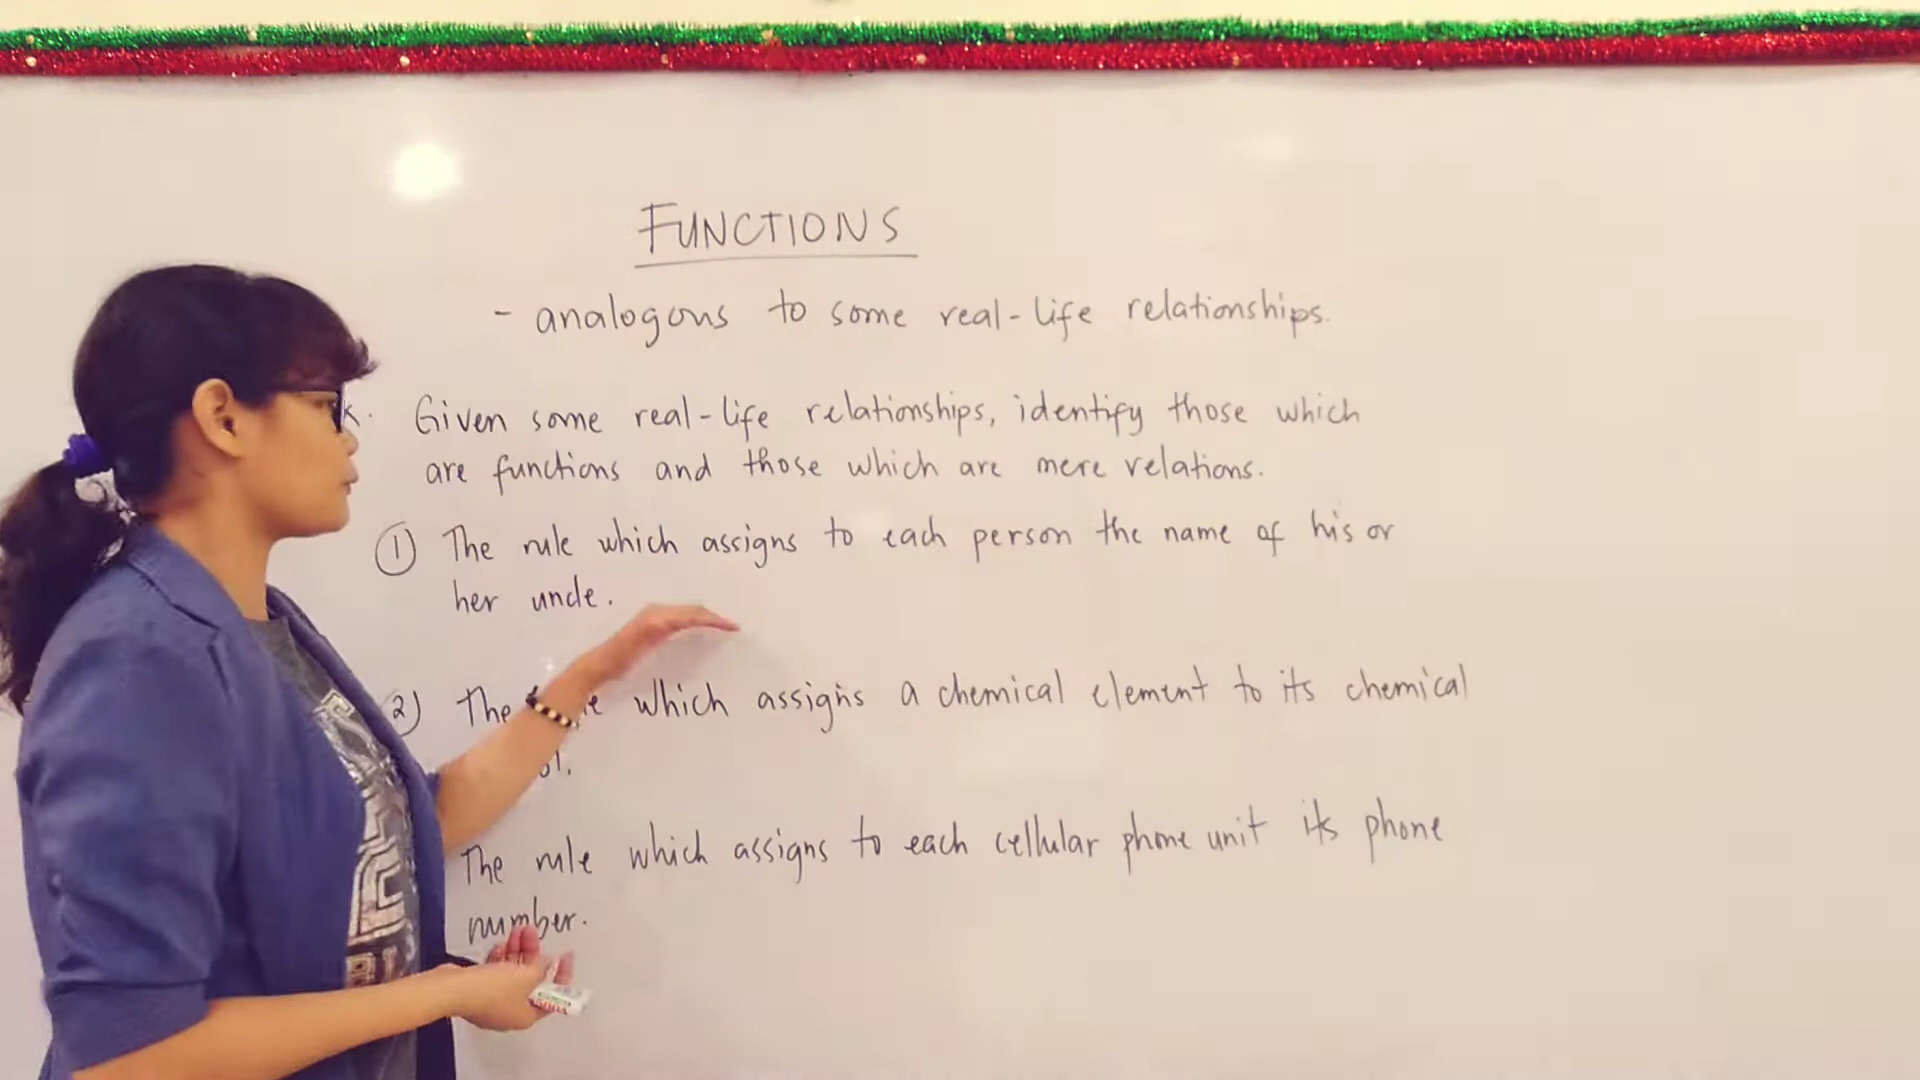 FUNCTIONS
- analogous to some real-life relationships.
Given some real-life relationships, identify those which
are functions and those which are mere relations.
① The rule which assigns to each person the name of his or
her uncle.
2) The which assigns a chemical element to its chemical
The rule which assigns to each cellular phone unit its phone
number.